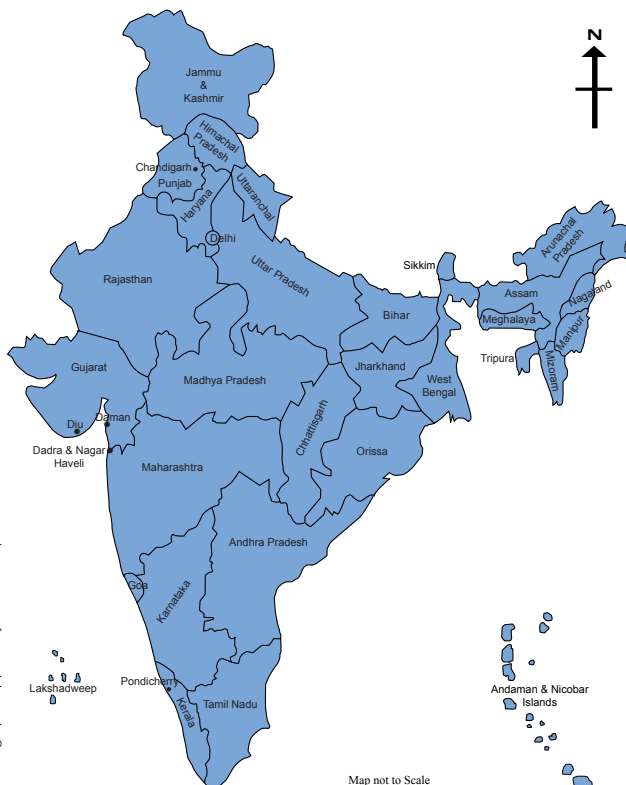 N
Jammu
&
Kashmir
Himachal
Pradesh
Chandigarh
Punjab
Uttaranchal
Haryana
Delhi
Arunachal
Pradesh
Rajasthan
Uttar Pradesh
Sikkim
Assam
Nagaland
Bihar
Meghalaya
Manipur
Gujarat
Madhya Pradesh
Jharkhand
Tripura
Mizoram
West
Bengal
Diu
Daman
Chhattisgarh
Dadra & Nagar
Haveli
Maharashtra
Orissa
Andhra Pradesh
Goa
Karnataka
Lakshadweep
Pondicherry
Kerala
Tamil Nadu
Andaman & Nicobar
Islands
Map not to Scale